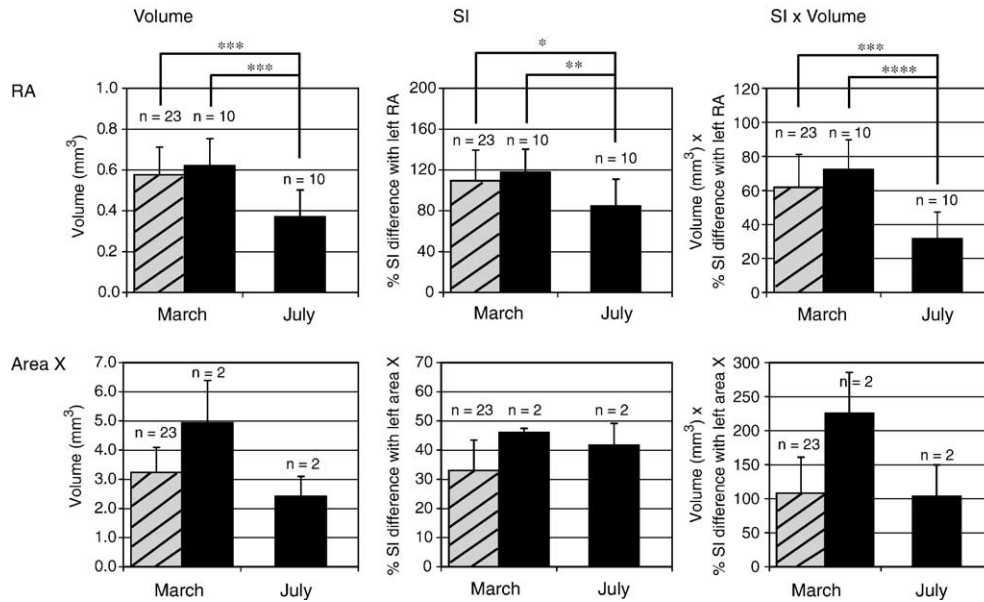 Volume
SI
SI x Volume
RA
***
***
1.0
0.8
0.6
0.4
0.2
0.0
Volume (mm³)
n = 23
n = 10
n = 10
March
July
*
**
200
160
120
80
40
0
% SI difference with left RA
n = 23
n = 10
n = 10
March
July
***
****
120
100
80
60
40
20
0
Volume (mm³) x
% SI difference with left RA
n = 23
n = 10
n = 10
March
July
Area X
7.0
6.0
5.0
4.0
3.0
2.0
1.0
0.0
Volume (mm³)
n = 23
n = 2
n = 2
March
July
70
60
50
40
30
20
10
0
% SI difference with left area X
n = 23
n = 2
n = 2
March
July
300
250
200
150
100
50
0
Volume (mm³) x
% SI difference with left area X
n = 23
n = 2
n = 2
March
July